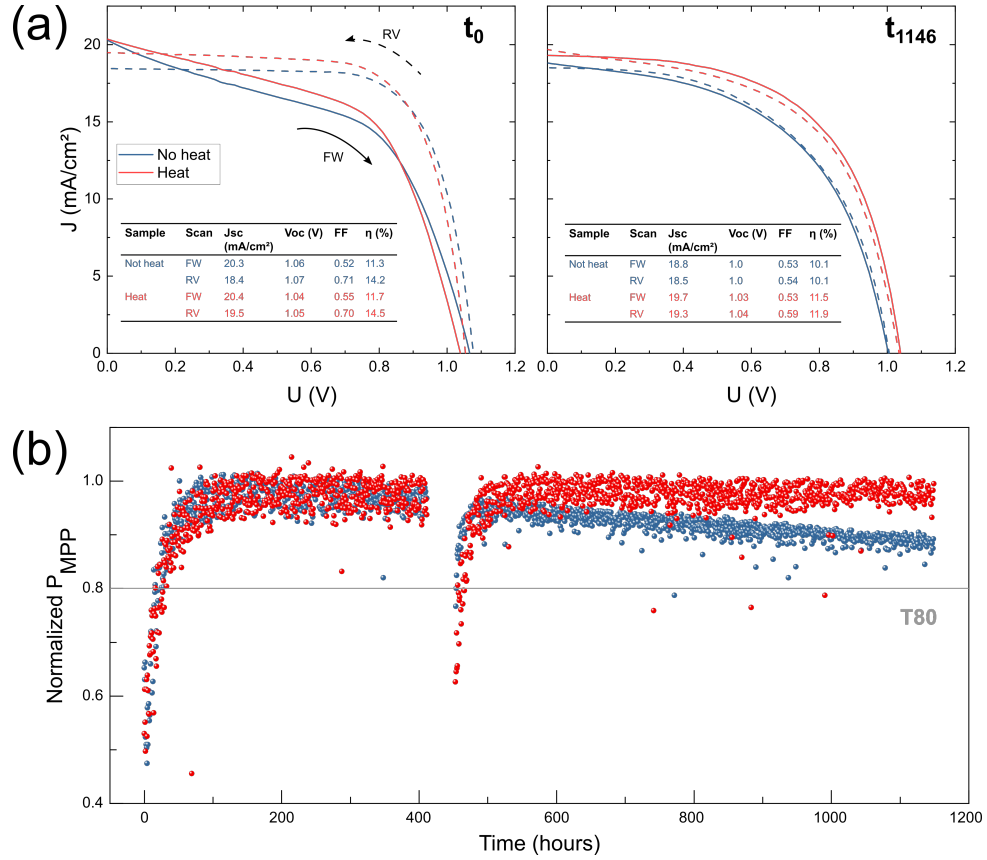 (a)
t0
RV
FW
No heat
Heat
J (mA/cm²)
20
15
10
5
0
Sample Scan Jsc (mA/cm²) Voc (V) FF η (%)
Not heat FW 20.3 1.06 0.52 11.3
RV 18.4 1.07 0.71 14.2
Heat FW 20.4 1.04 0.55 11.7
RV 19.5 1.05 0.70 14.5
0.0 0.2 0.4 0.6 0.8 1.0 1.2
U (V)
t1146
Sample Scan Jsc (mA/cm²) Voc (V) FF η (%)
Not heat FW 18.8 1.0 0.53 10.1
RV 18.5 1.0 0.54 10.1
Heat FW 19.7 1.03 0.53 11.5
RV 19.3 1.04 0.59 11.9
0.0 0.2 0.4 0.6 0.8 1.0 1.2
U (V)
(b)
Normalized PMPP
1.0
0.8
0.6
0.4
T80
0 200 400 600 800 1000 1200
Time (hours)